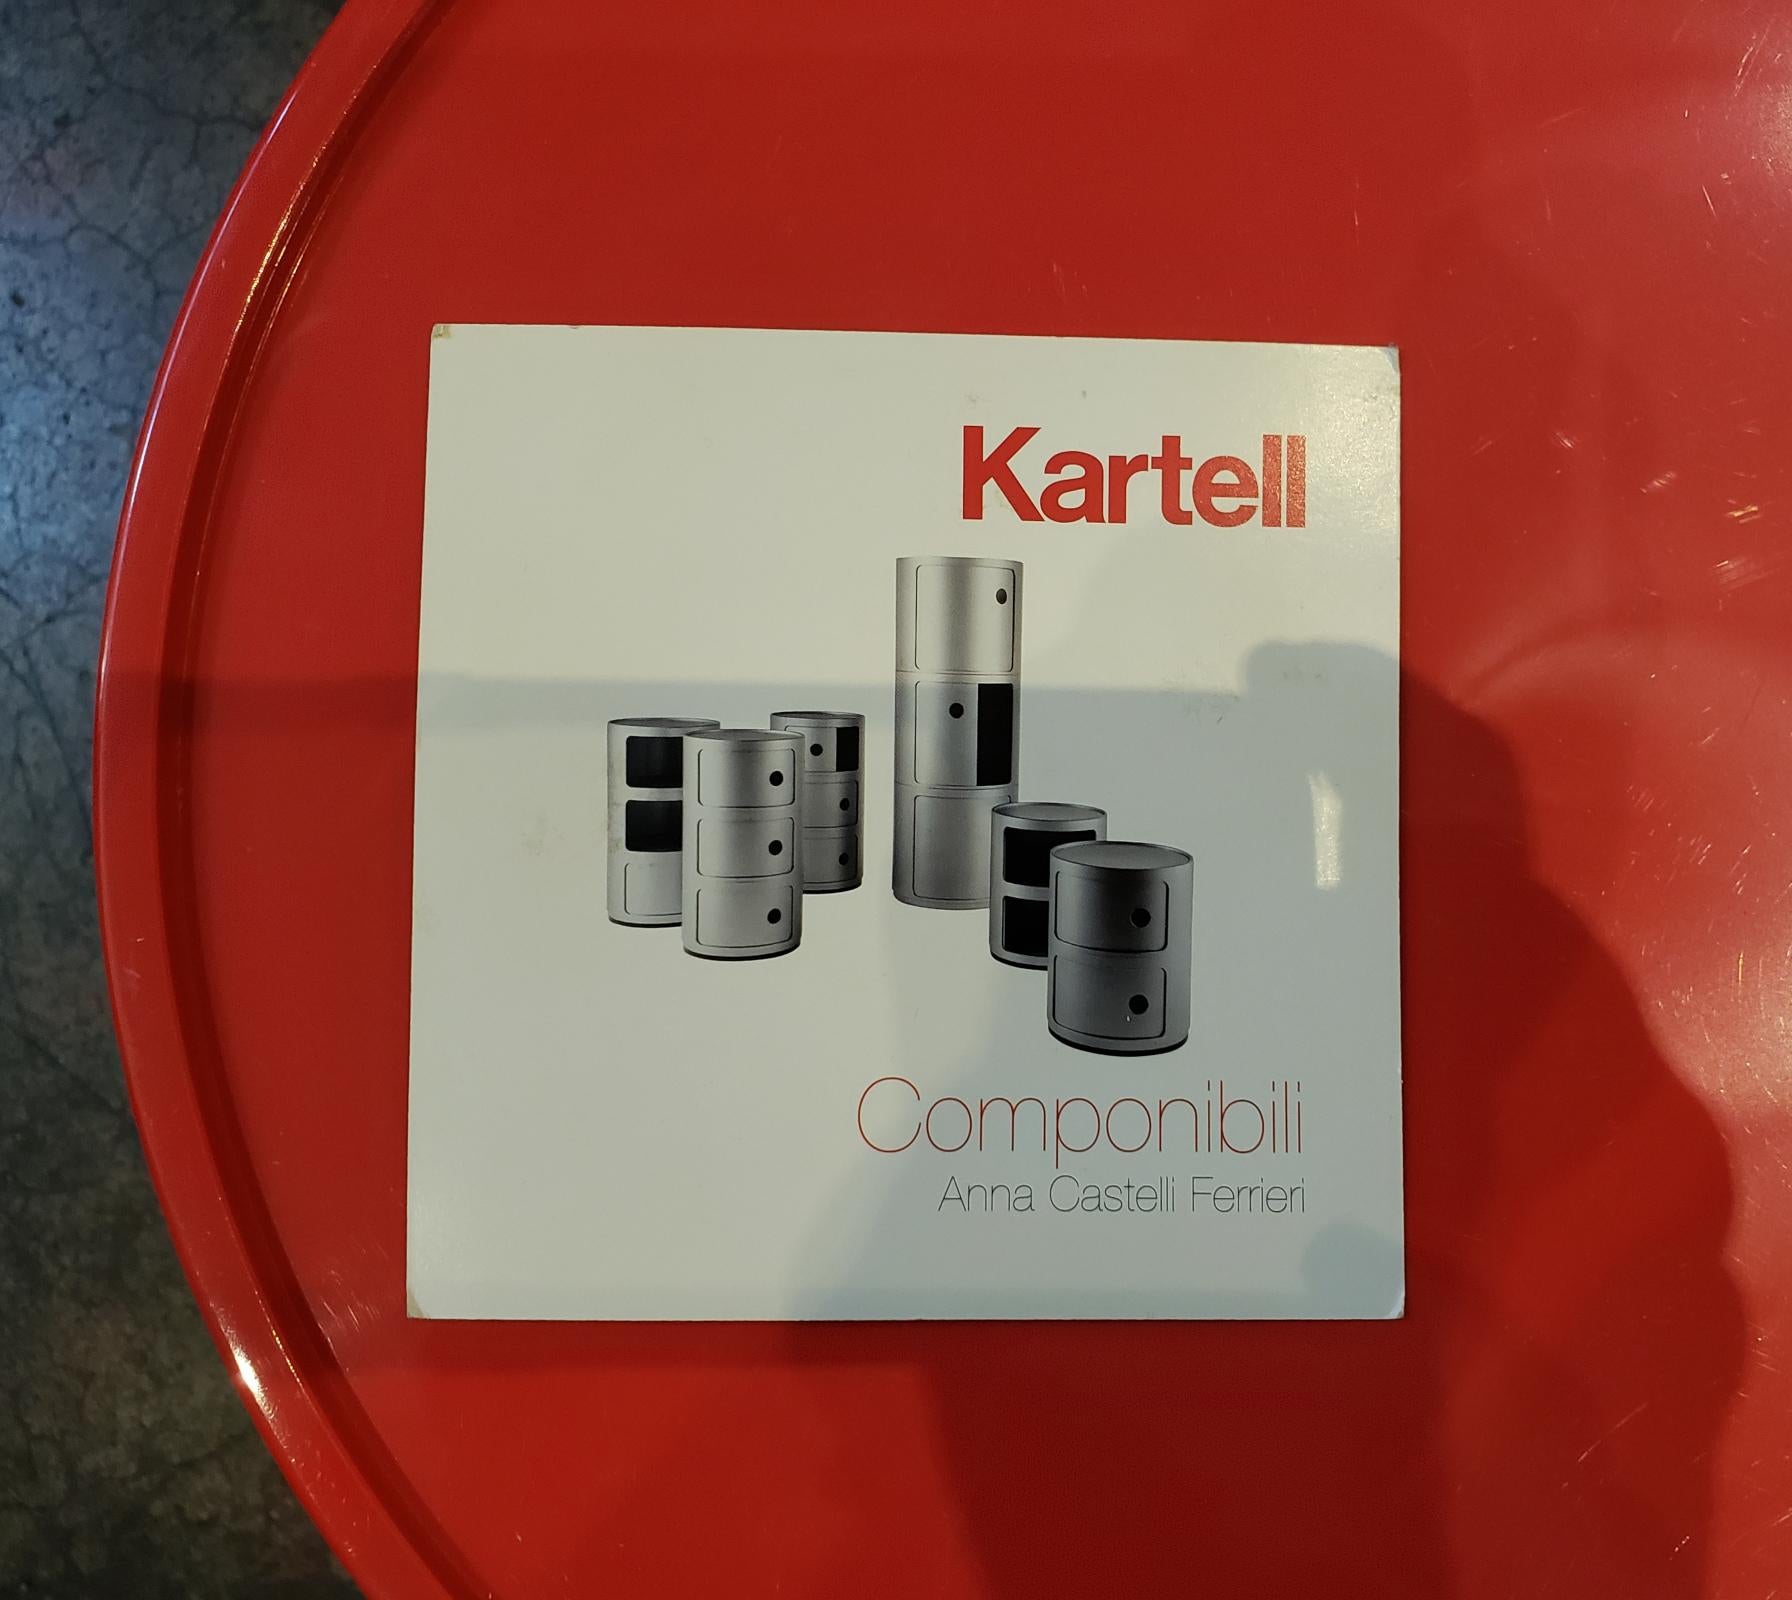 Kartell
Componibili
Anna Castelli Ferrieri